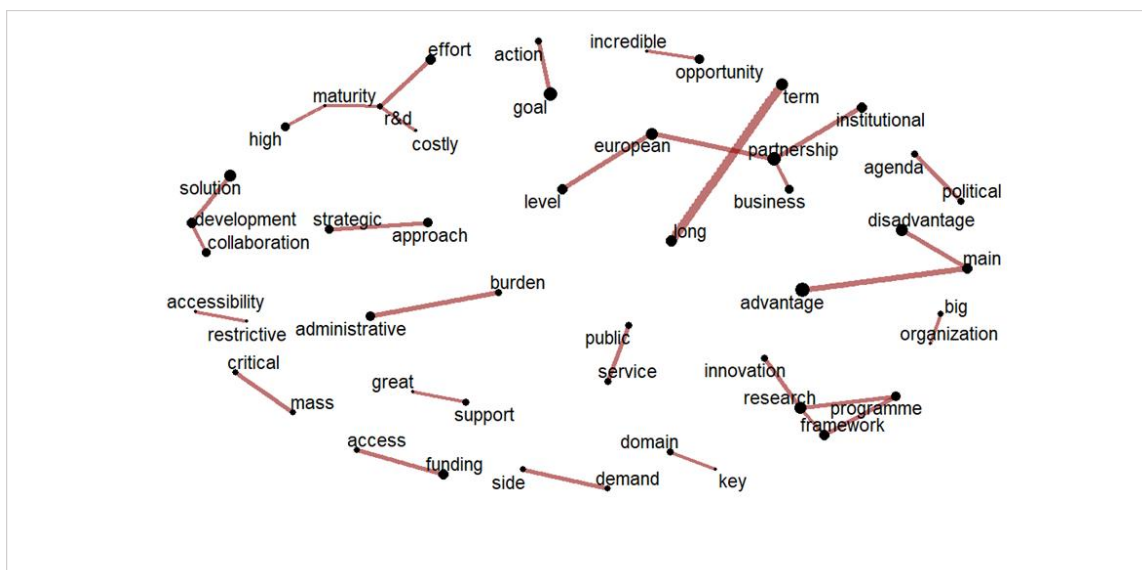 incredible
effort
action
opportunity
term
maturity
goal
institutional
r&d
high
costly
european
partnership
agenda
solution
level
business
political
development
strategic
disadvantage
collaboration
approach
long
main
burden
accessibility
advantage
big
restrictive
administrative
organization
public
critical
service
innovation
great
mass
support
research
programme
framework
access
domain
funding
side
demand
key